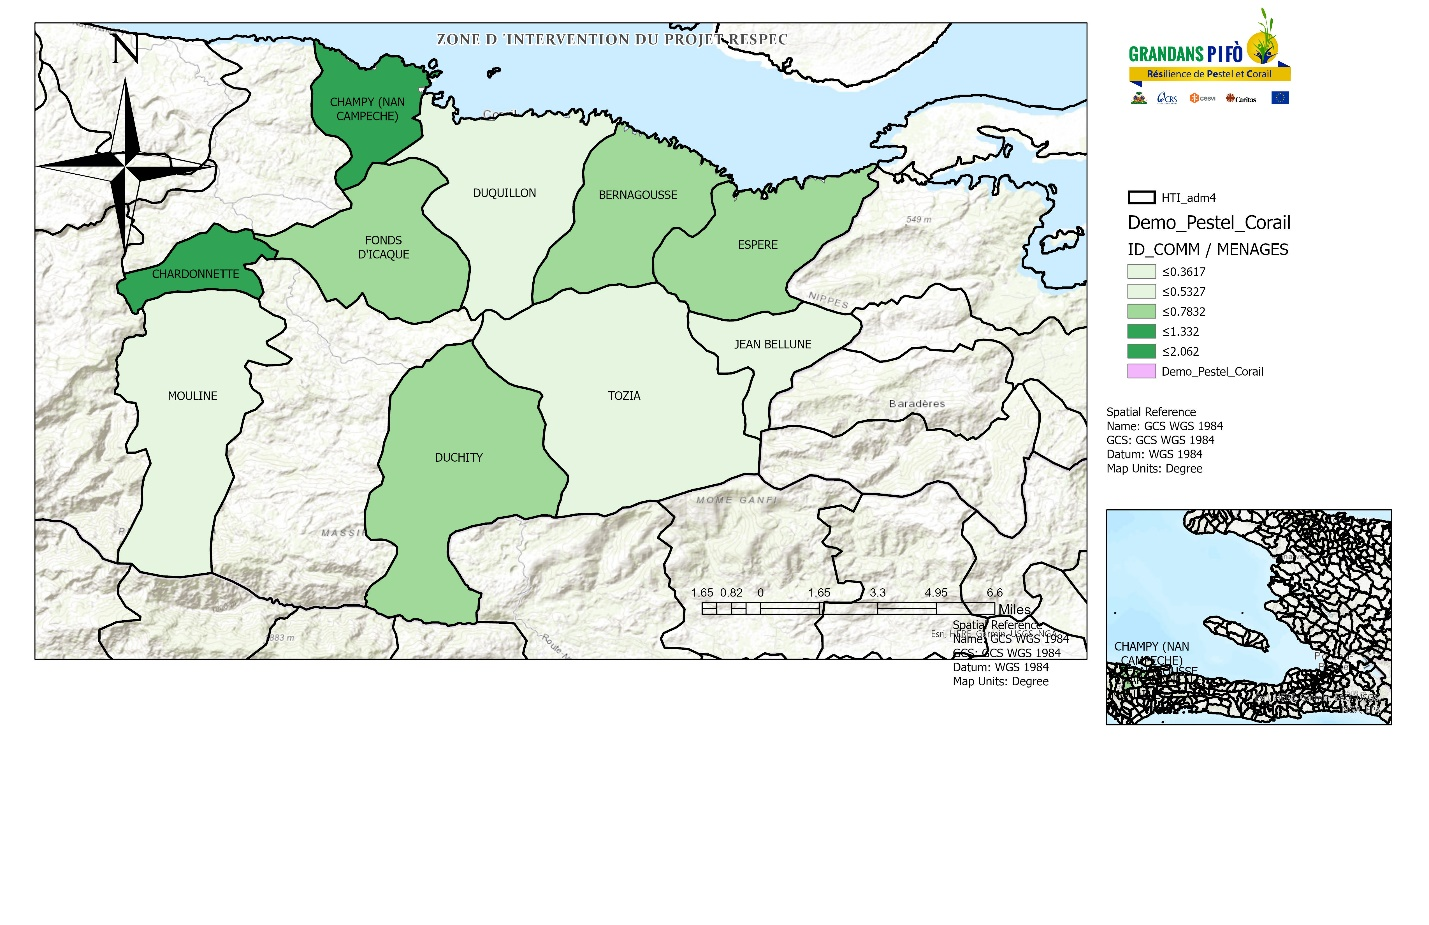 N
ZONE D ´INTERVENTION DU PROJET RESPEC
CHAMPY (NAN
CAMPECHE)
DUQUILLON
BERNAGOUSSE
549 m
FONDS
D'ICAQUE
ESPERE
CHARDONNETTE
NIPPES
JEAN BELLUNE
MOULINE
TOZIA
Baradères
DUCHITY
MOME GANFI
1.65 0.82 0 1.65 3.3 4.95 6.6
Miles
Spatial Reference
Name: GCS WGS 1984
GCS: GCS WGS 1984
Datum: WGS 1984
Map Units: Degree
GRANDANS PIFÒ
Résilience de Pestel et Corail
CRS
CESVI
Caritas
HTI_adm4
Demo_Pestel_Corail
ID_COMM / MENAGES
≤0.3617
≤0.5327
≤0.7832
≤1.332
≤2.062
Demo_Pestel_Corail
Spatial Reference
Name: GCS WGS 1984
GCS: GCS WGS 1984
Datum: WGS 1984
Map Units: Degree
CHAMPY (NAN
CAMPECHE)